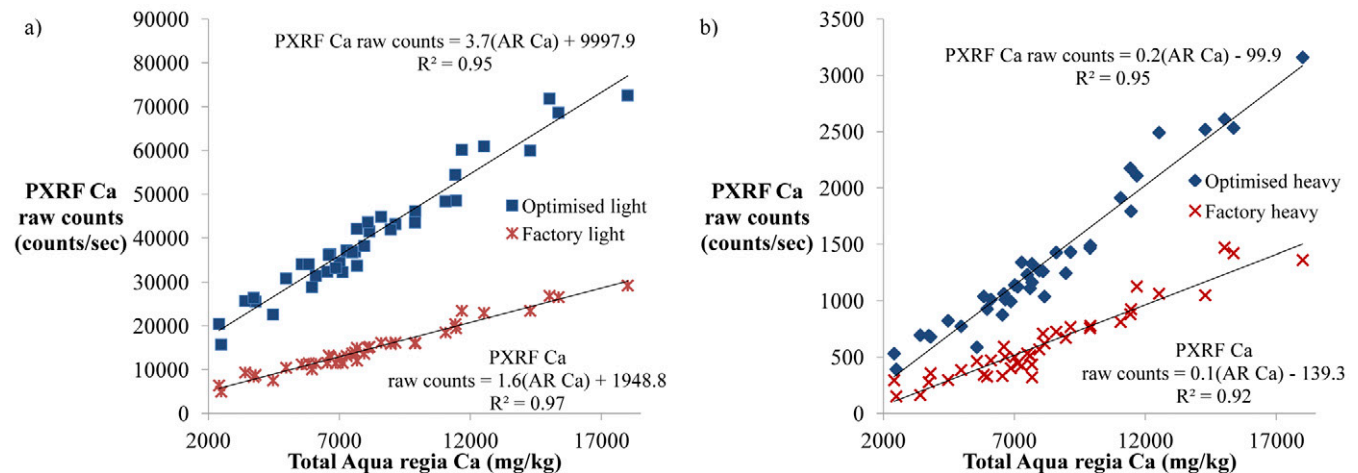 a)
PXRF Ca raw counts = 3.7(AR Ca) + 9997.9
R² = 0.95
90000
80000
70000
60000
50000
40000
30000
20000
10000
0
PXRF Ca
raw counts
(counts/sec)
Optimised light
Factory light
PXRF Ca
raw counts = 1.6(AR Ca) + 1948.8
R² = 0.97
2000 7000 12000 17000
Total Aqua regia Ca (mg/kg)
b)
PXRF Ca raw counts = 0.2(AR Ca) - 99.9
R² = 0.95
3500
3000
2500
2000
1500
1000
500
0
PXRF Ca
raw counts
(counts/sec)
Optimised heavy
Factory heavy
PXRF Ca
raw counts = 0.1(AR Ca) - 139.3
R² = 0.92
2000 7000 12000 17000
Total Aqua regia Ca (mg/kg)